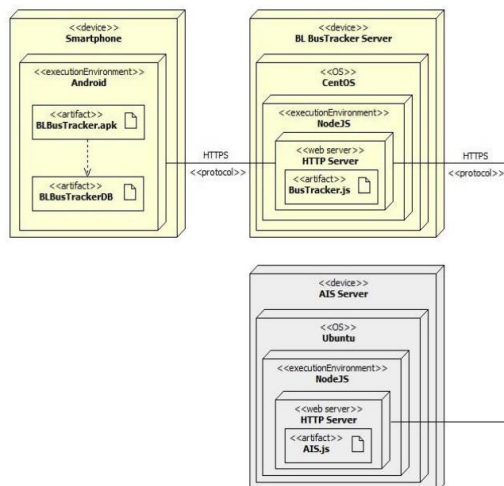 <<device>>
Smartphone
<<executionEnvironment>>
Android
<<artifact>>
BLBusTracker.apk
<<artifact>>
BLBusTrackerDB
HTTPS
<<protocol>>
<<device>>
BL BusTracker Server
<<OS>>
CentOS
<<executionEnvironment>>
NodeJS
<<web server>>
HTTP Server
<<artifact>>
BusTracker.js
HTTPS
<<protocol>>
<<device>>
AIS Server
<<OS>>
Ubuntu
<<executionEnvironment>>
NodeJS
<<web server>>
HTTP Server
<<artifact>>
AIS.js